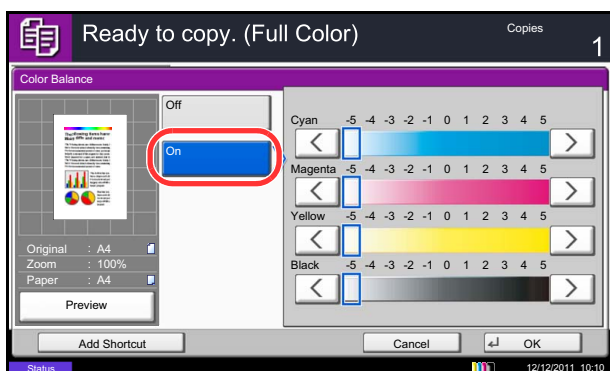 Ready to copy. (Full Color)
Copies
1
Color Balance
Off
On
Cyan -5 -4 -3 -2 -1 0 1 2 3 4 5
Magenta -5 -4 -3 -2 -1 0 1 2 3 4 5
Yellow -5 -4 -3 -2 -1 0 1 2 3 4 5
Black -5 -4 -3 -2 -1 0 1 2 3 4 5
Original : A4
Zoom : 100%
Paper : A4
Preview
Add Shortcut
Cancel
OK
Status
12/12/2011 10:10